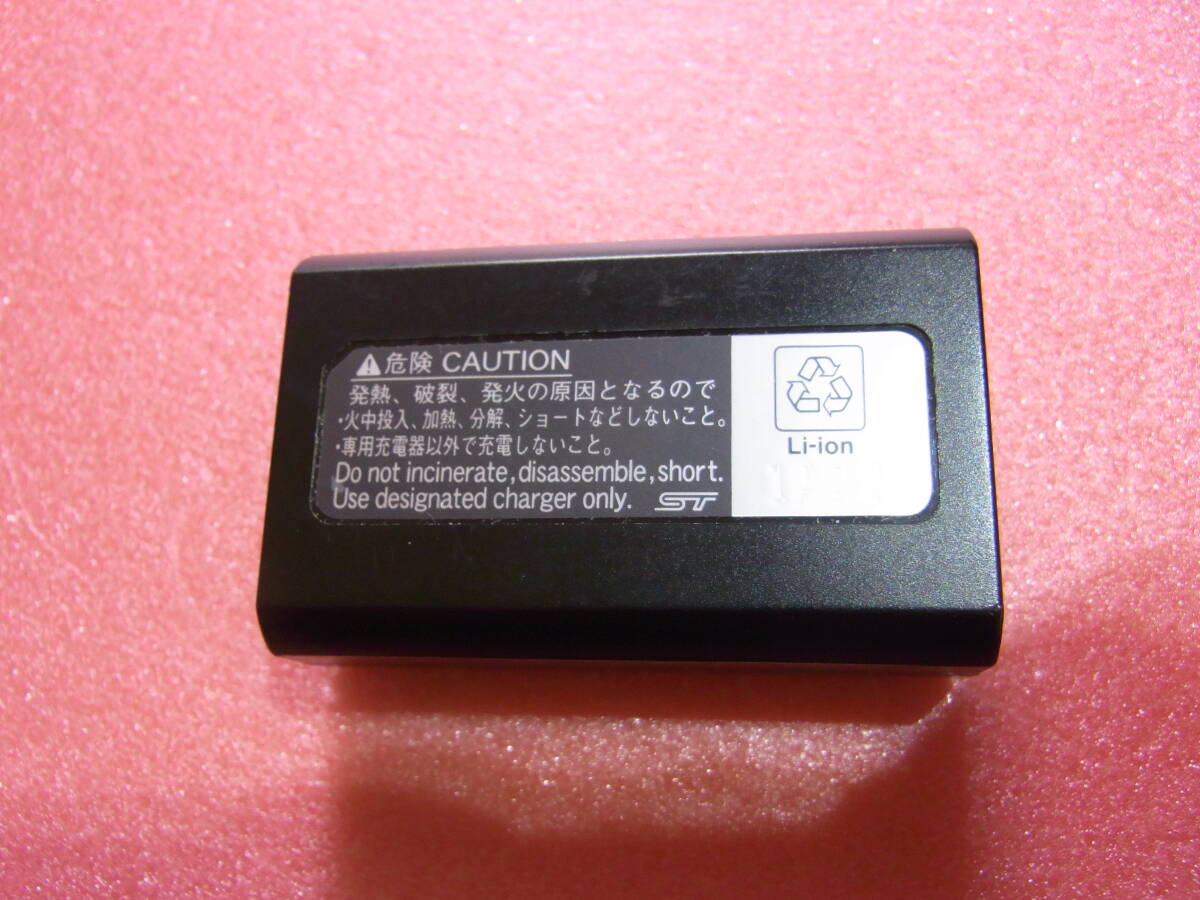 危険 CAUTION
発熱、破裂、発火の原因となるので
・火中投入、加熱、分解、ショートなどしないこと。
・専用充電器以外で充電しないこと。
Do not incinerate, disassemble, short.
Use designated charger only. ST
Li-ion